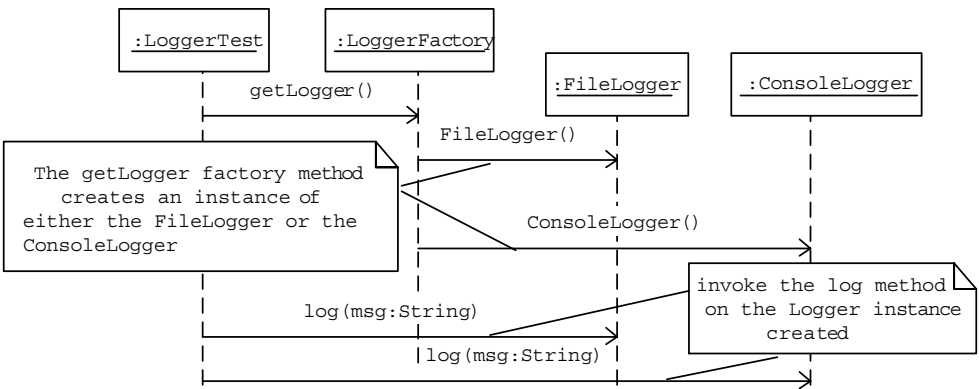 :LoggerTest
:LoggerFactory
:FileLogger
:ConsoleLogger
getLogger()
FileLogger()
The getLogger factory method
creates an instance of
either the FileLogger or the
ConsoleLogger
ConsoleLogger()
invoke the log method
on the Logger instance
created
log(msg:String)
log(msg:String)